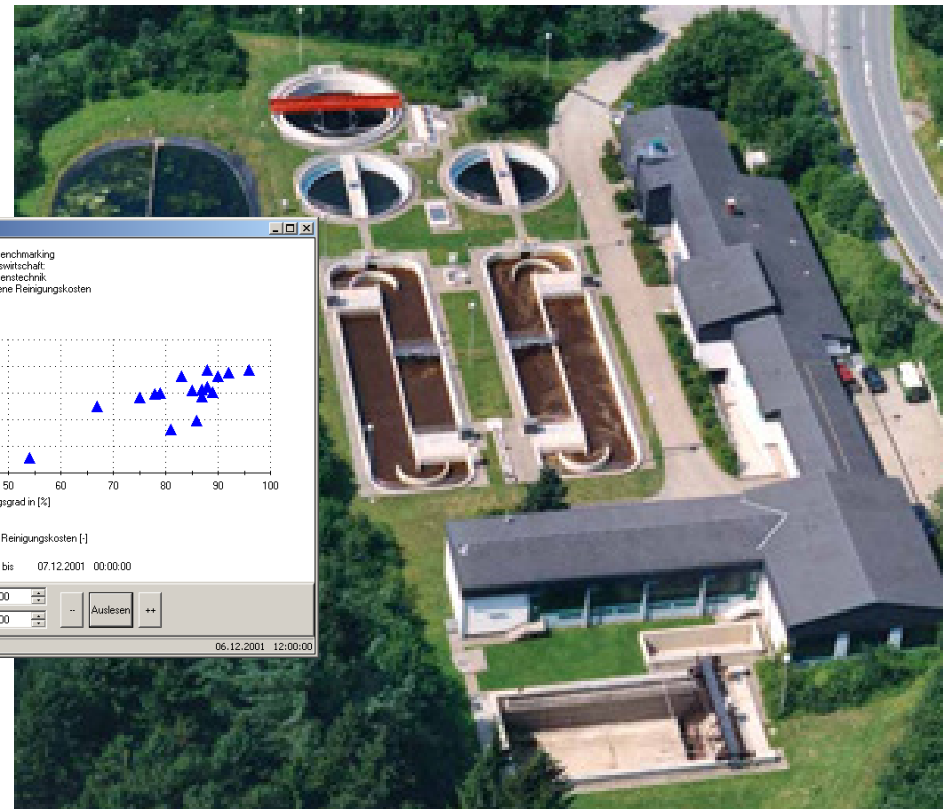 enchmarking
swirtschaft:
enstechnik
ene Reinigungskosten
50 60 70 80 90 100
gsgrad in [%]
Reinigungskosten [-]
bis 07.12.2001 00:00:00
00
-- Auslesen ++
00
06.12.2001 12:00:00